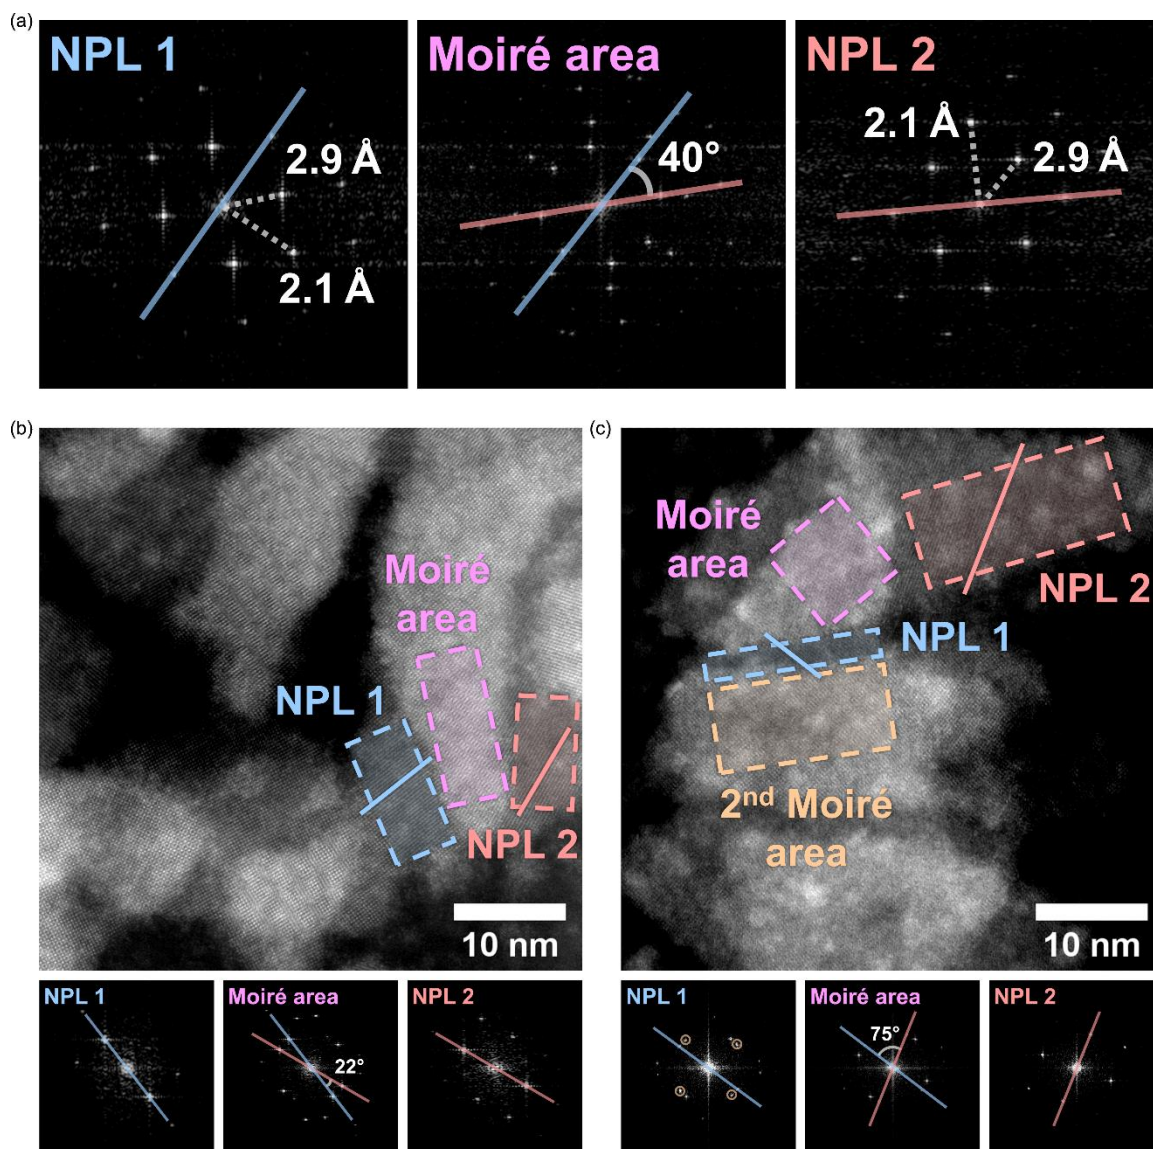 (a)
NPL 1
2.9 Å
2.1 Å
Moiré area
40°
NPL 2
2.1 Å
2.9 Å
(b)
Moiré
area
NPL 1
NPL 2
10 nm
NPL 1
Moiré area
22°
NPL 2
(c)
Moiré
area
NPL 2
NPL 1
2nd Moiré
area
10 nm
NPL 1
Moiré area
75°
NPL 2